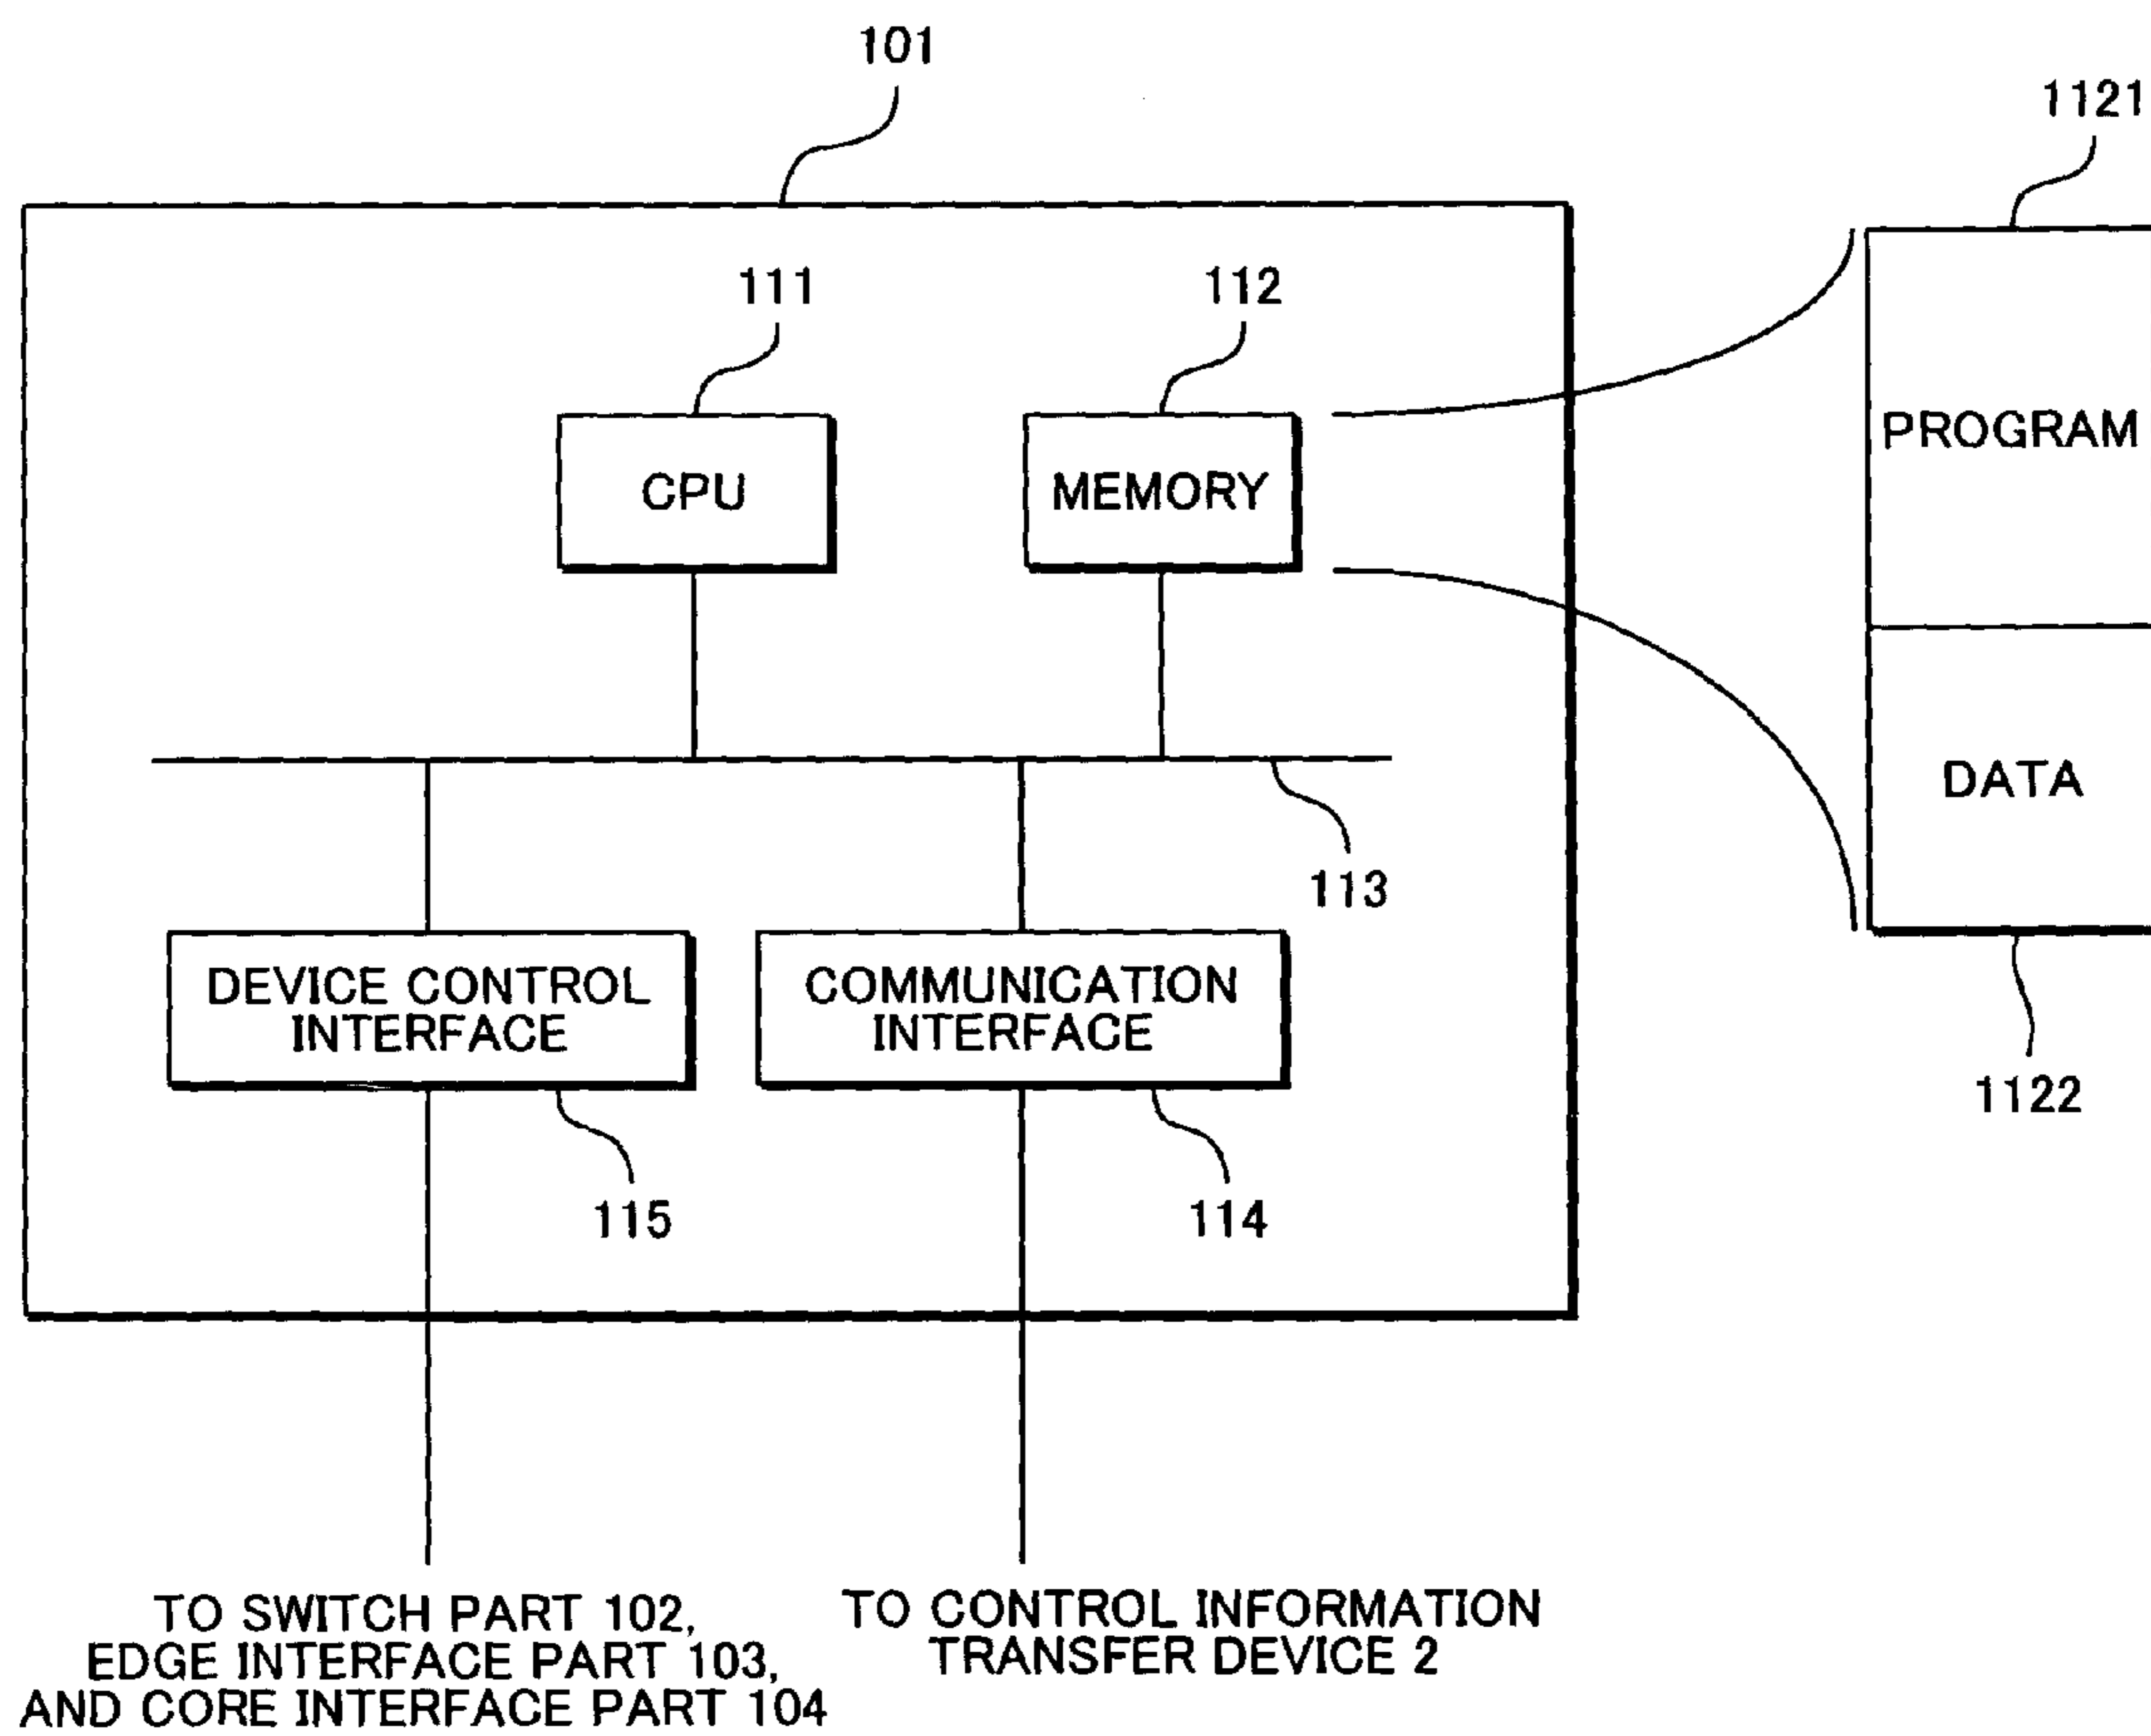 101
1121
111
112
CPU
MEMORY
PROGRAM
DATA
113
DEVICE CONTROL
INTERFACE
COMMUNICATION
INTERFACE
1122
115
114
TO SWITCH PART 102,
EDGE INTERFACE PART 103,
AND CORE INTERFACE PART 104
TO CONTROL INFORMATION
TRANSFER DEVICE 2